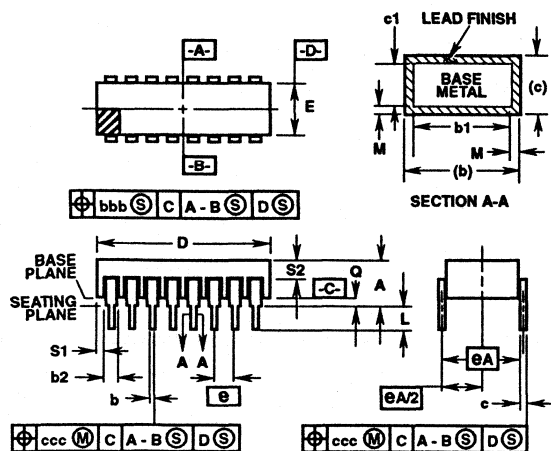 c1 LEAD FINISH
-A- -D-
E
BASE METAL
(c)
M
b1
M
(b)
-B-
SECTION A-A
⌖ bbb Ⓢ C A - B Ⓢ D Ⓢ
D
BASE PLANE
S2
-C-
Q
A
SEATING PLANE
L
S1
b2
A A
b
e
eA
eA/2
c
⌖ ccc Ⓜ C A - B Ⓢ D Ⓢ
⌖ ccc Ⓜ C A - B Ⓢ D Ⓢ